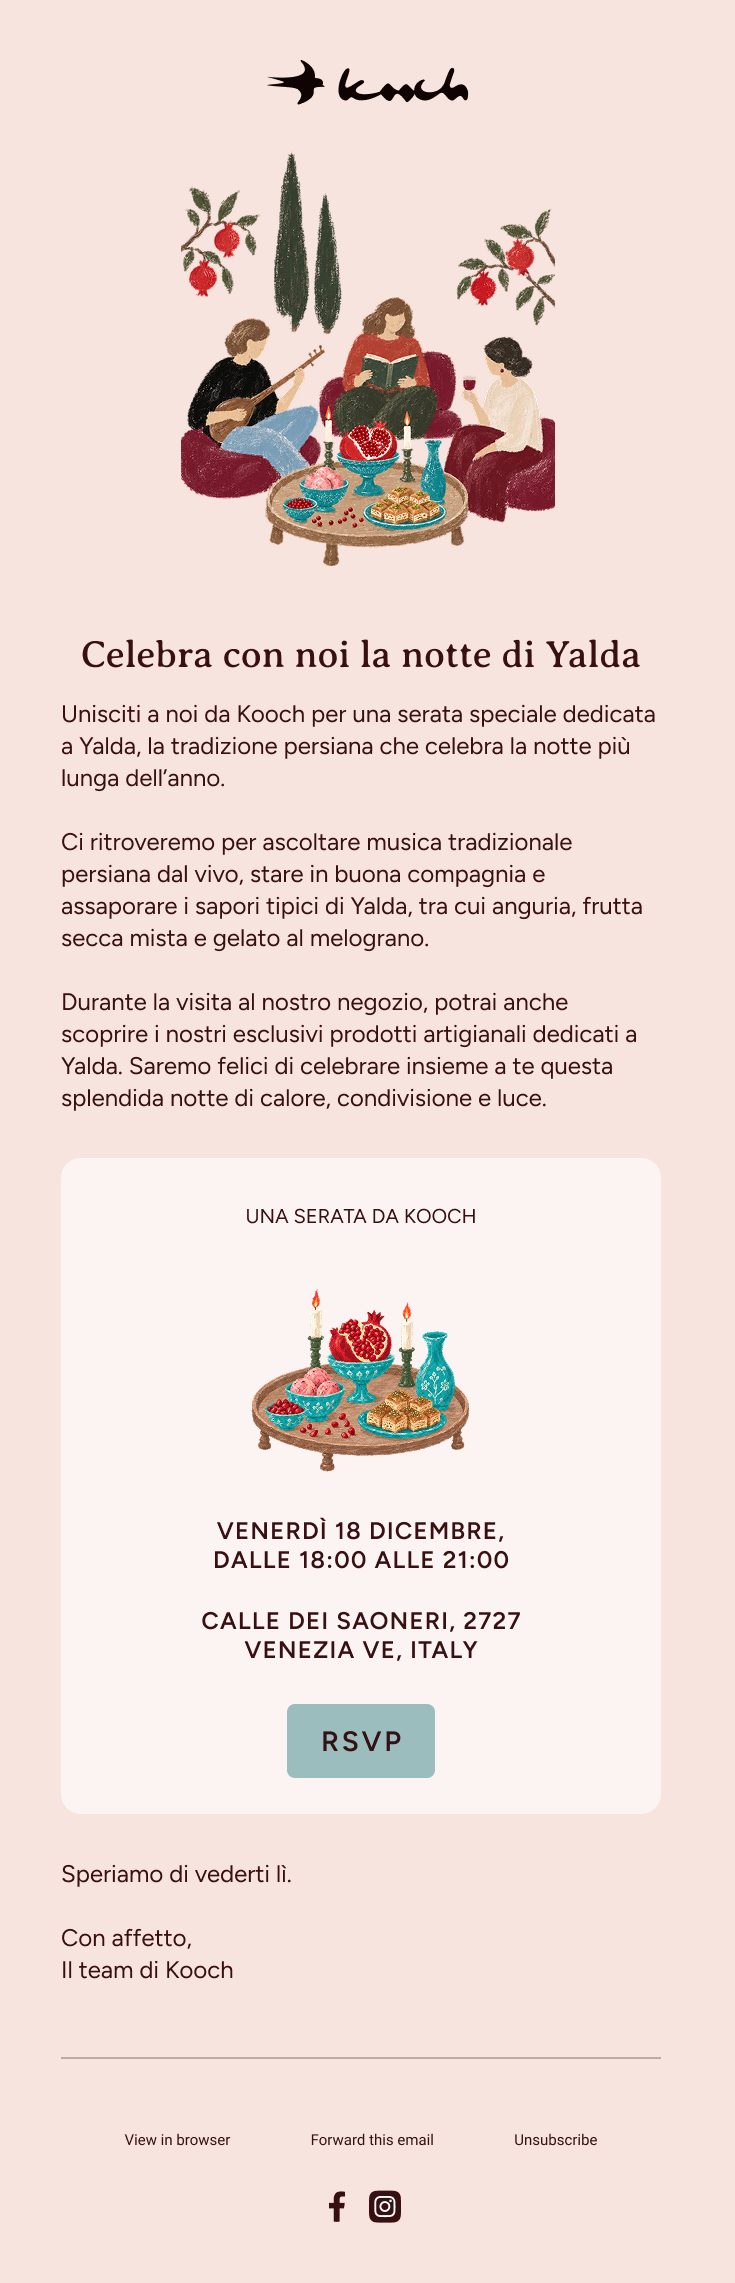 kooch
Celebra con noi la notte di Yalda
Unisciti a noi da Kooch per una serata speciale dedicata
a Yalda, la tradizione persiana che celebra la notte più
lunga dell’anno.
Ci ritroveremo per ascoltare musica tradizionale
persiana dal vivo, stare in buona compagnia e
assaporare i sapori tipici di Yalda, tra cui anguria, frutta
secca mista e gelato al melograno.
Durante la visita al nostro negozio, potrai anche
scoprire i nostri esclusivi prodotti artigianali dedicati a
Yalda. Saremo felici di celebrare insieme a te questa
splendida notte di calore, condivisione e luce.
UNA SERATA DA KOOCH
VENERDÌ 18 DICEMBRE,
DALLE 18:00 ALLE 21:00
CALLE DEI SAONERI, 2727
VENEZIA VE, ITALY
RSVP
Speriamo di vederti lì.
Con affetto,
Il team di Kooch
View in browser
Forward this email
Unsubscribe